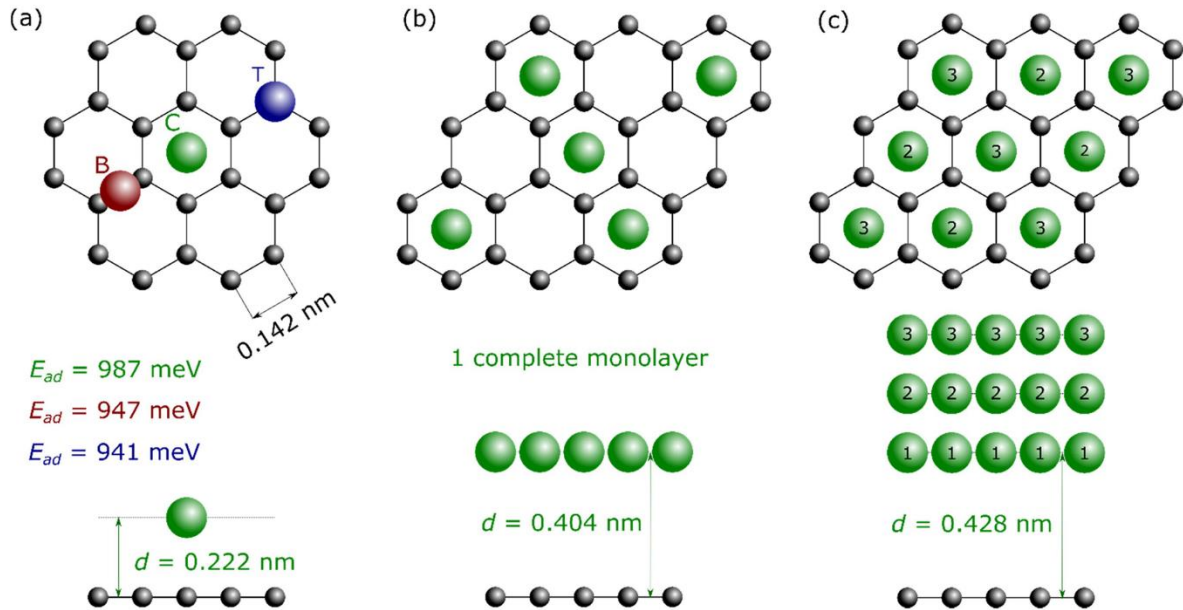 (a)
T
C
B
0.142 nm
E_ad = 987 meV
E_ad = 947 meV
E_ad = 941 meV
d = 0.222 nm
(b)
1 complete monolayer
d = 0.404 nm
(c)
3 2 3
2 3 2
3 2 3
3 3 3 3 3
2 2 2 2 2
1 1 1 1 1
d = 0.428 nm